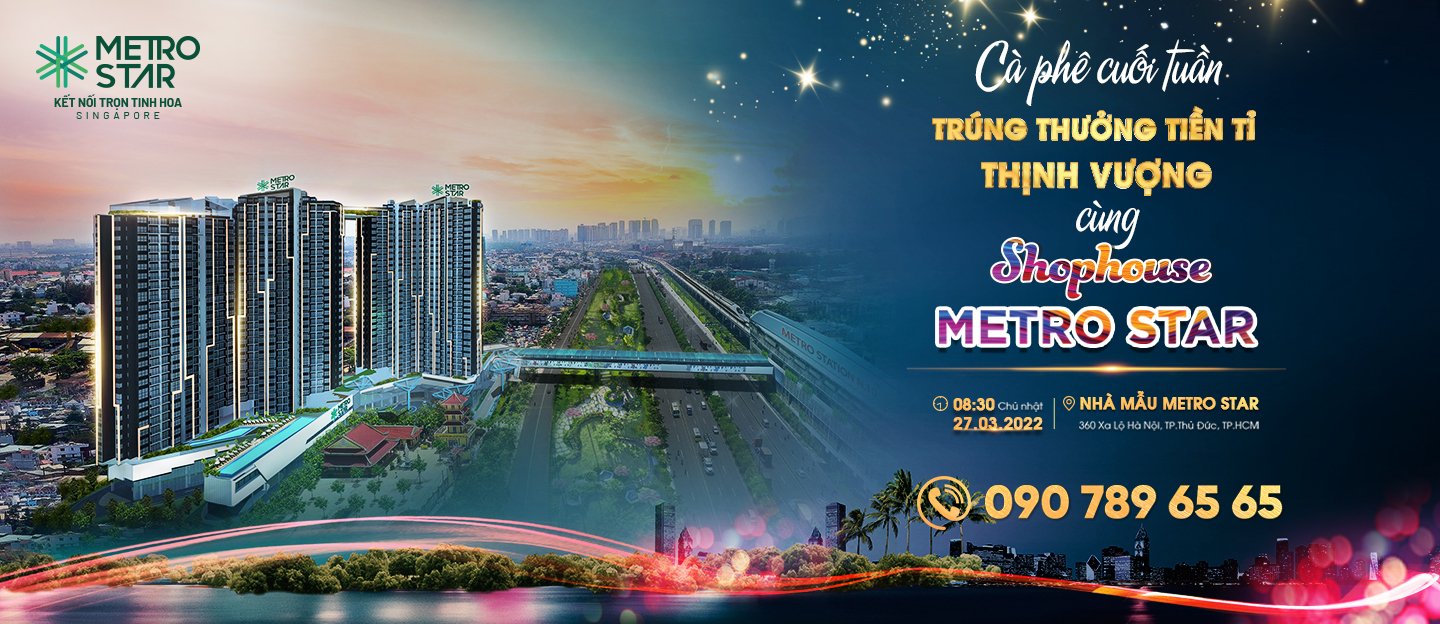 METRO
STAR
KẾT NỐI TRỌN TINH HOA
SINGAPORE
METRO
STAR
METRO
STAR
METRO STAR
METRO STATION
Cà phê cuối tuần
TRÚNG THƯỞNG TIỀN TỈ
THỊNH VƯỢNG
cùng
Shophouse
METRO STAR
08:30 Chủ nhật
27.03.2022
NHÀ MẪU METRO STAR
360 Xa Lộ Hà Nội, TP.Thủ Đức, TP.HCM
090 789 65 65